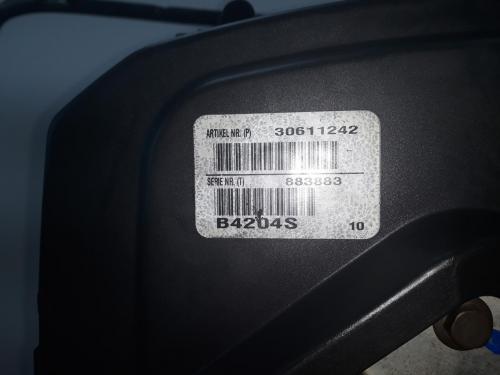 ARTIKEL NR. (P) 30611242
SERIE NR. (T) 883883
B4204S 10